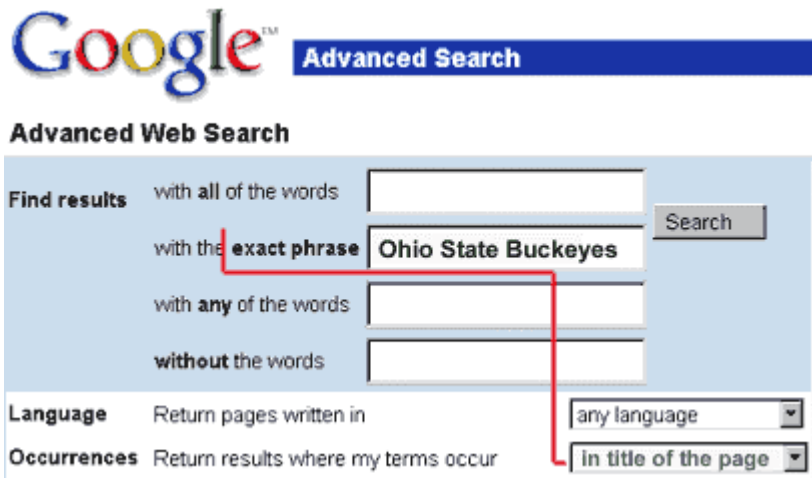 Google™ Advanced Search
Advanced Web Search
Find results with all of the words
Search
with the exact phrase Ohio State Buckeyes
with any of the words
without the words
Language Return pages written in any language
Occurrences Return results where my terms occur in title of the page